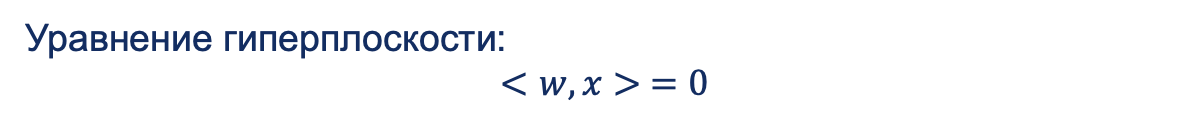 Уравнение гиперплоскости:
< w, x > = 0